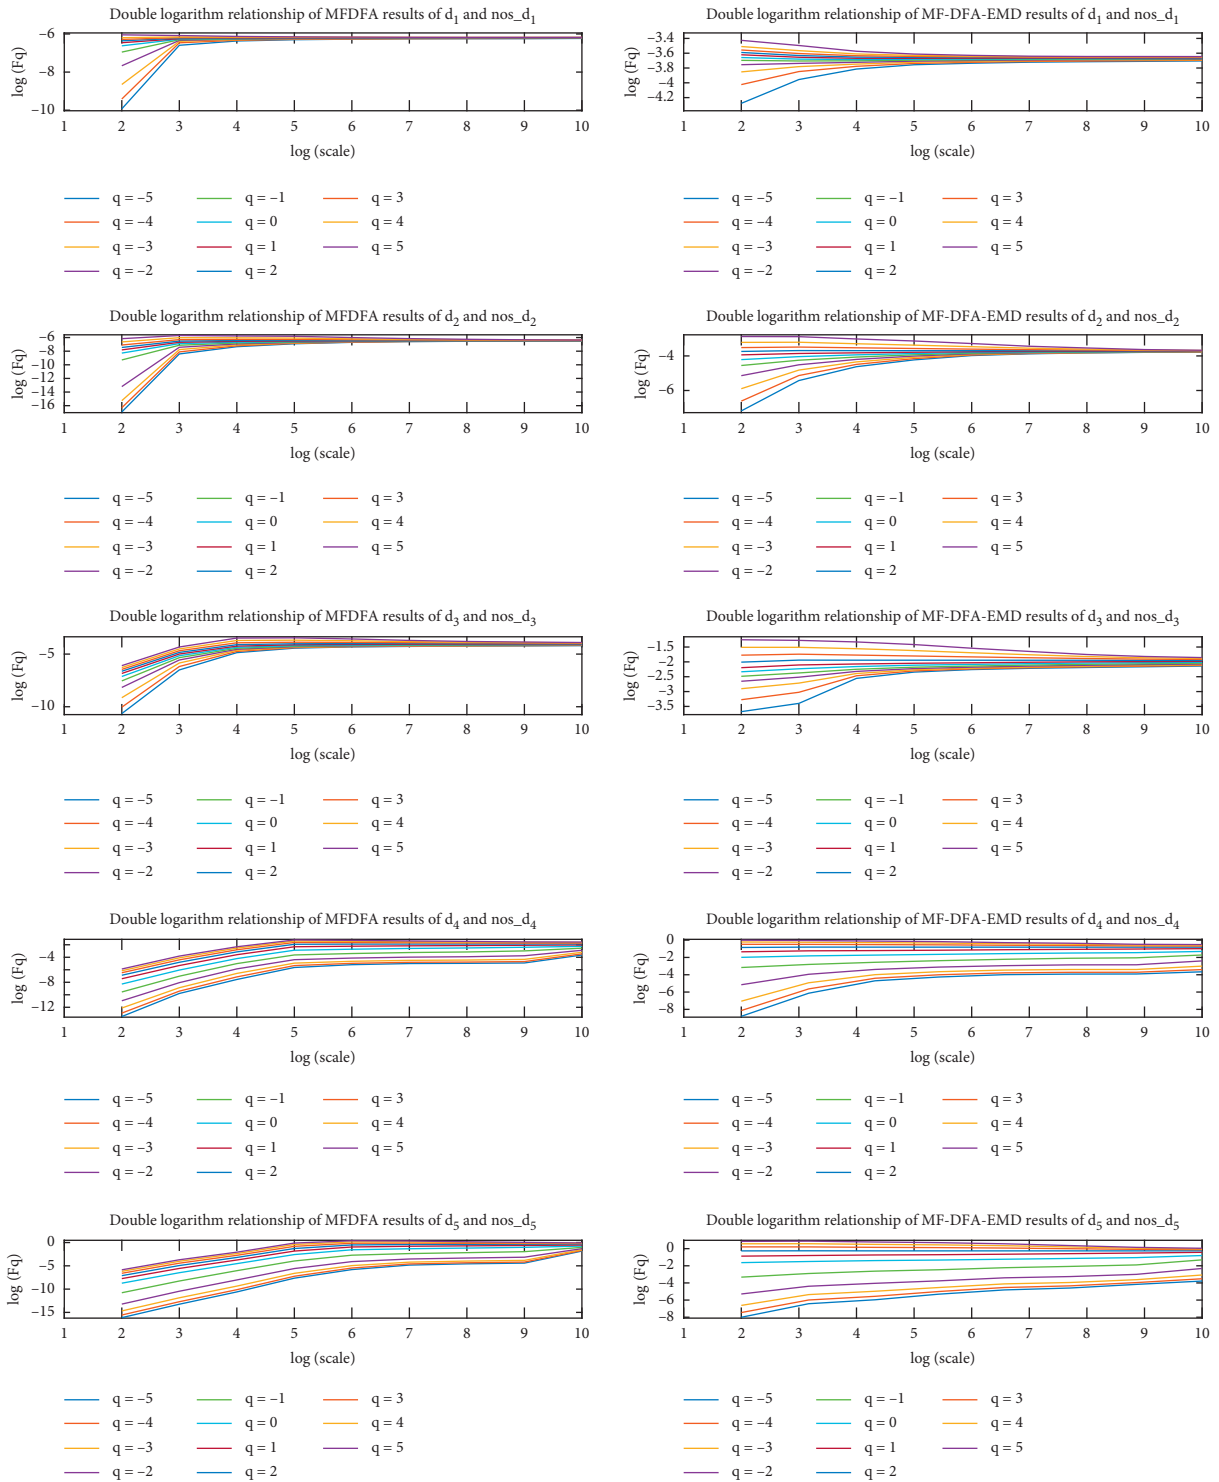 Double logarithm relationship of MFDFA results of d1 and nos_d1
log (Fq)
−6
−8
−10
1 2 3 4 5 6 7 8 9 10
log (scale)
q = −5 q = −1 q = 3
q = −4 q = 0 q = 4
q = −3 q = 1 q = 5
q = −2 q = 2
Double logarithm relationship of MF-DFA-EMD results of d1 and nos_d1
log (Fq)
−3.4
−3.6
−3.8
−4
−4.2
1 2 3 4 5 6 7 8 9 10
log (scale)
q = −5 q = −1 q = 3
q = −4 q = 0 q = 4
q = −3 q = 1 q = 5
q = −2 q = 2
Double logarithm relationship of MFDFA results of d2 and nos_d2
log (Fq)
−6
−8
−10
−12
−14
−16
1 2 3 4 5 6 7 8 9 10
log (scale)
q = −5 q = −1 q = 3
q = −4 q = 0 q = 4
q = −3 q = 1 q = 5
q = −2 q = 2
Double logarithm relationship of MF-DFA-EMD results of d2 and nos_d2
log (Fq)
−4
−6
1 2 3 4 5 6 7 8 9 10
log (scale)
q = −5 q = −1 q = 3
q = −4 q = 0 q = 4
q = −3 q = 1 q = 5
q = −2 q = 2
Double logarithm relationship of MFDFA results of d3 and nos_d3
log (Fq)
−5
−10
1 2 3 4 5 6 7 8 9 10
log (scale)
q = −5 q = −1 q = 3
q = −4 q = 0 q = 4
q = −3 q = 1 q = 5
q = −2 q = 2
Double logarithm relationship of MF-DFA-EMD results of d3 and nos_d3
log (Fq)
−1.5
−2
−2.5
−3
−3.5
1 2 3 4 5 6 7 8 9 10
log (scale)
q = −5 q = −1 q = 3
q = −4 q = 0 q = 4
q = −3 q = 1 q = 5
q = −2 q = 2
Double logarithm relationship of MFDFA results of d4 and nos_d4
log (Fq)
−4
−8
−12
1 2 3 4 5 6 7 8 9 10
log (scale)
q = −5 q = −1 q = 3
q = −4 q = 0 q = 4
q = −3 q = 1 q = 5
q = −2 q = 2
Double logarithm relationship of MF-DFA-EMD results of d4 and nos_d4
log (Fq)
0
−2
−4
−6
−8
1 2 3 4 5 6 7 8 9 10
log (scale)
q = −5 q = −1 q = 3
q = −4 q = 0 q = 4
q = −3 q = 1 q = 5
q = −2 q = 2
Double logarithm relationship of MFDFA results of d5 and nos_d5
log (Fq)
0
−5
−10
−15
1 2 3 4 5 6 7 8 9 10
log (scale)
q = −5 q = −1 q = 3
q = −4 q = 0 q = 4
q = −3 q = 1 q = 5
q = −2 q = 2
Double logarithm relationship of MF-DFA-EMD results of d5 and nos_d5
log (Fq)
0
−2
−4
−6
−8
1 2 3 4 5 6 7 8 9 10
log (scale)
q = −5 q = −1 q = 3
q = −4 q = 0 q = 4
q = −3 q = 1 q = 5
q = −2 q = 2